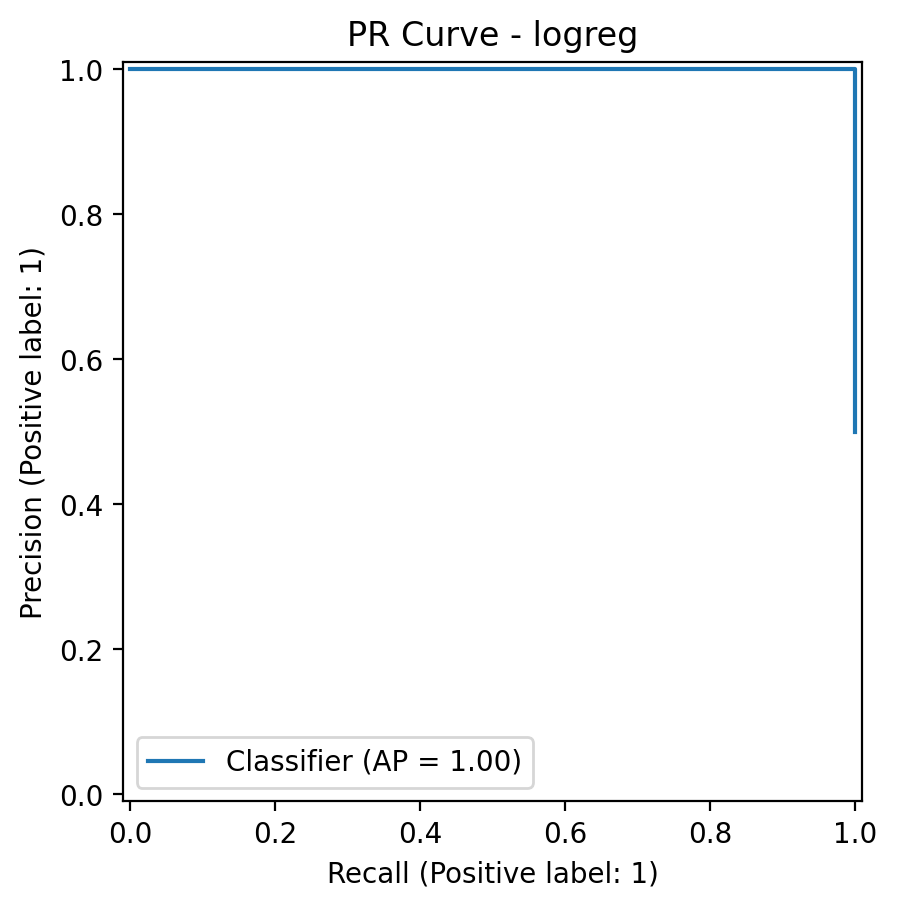 PR Curve - logreg
1.0
0.8
0.6
0.4
0.2
0.0
Precision (Positive label: 1)
Classifier (AP = 1.00)
0.0 0.2 0.4 0.6 0.8 1.0
Recall (Positive label: 1)